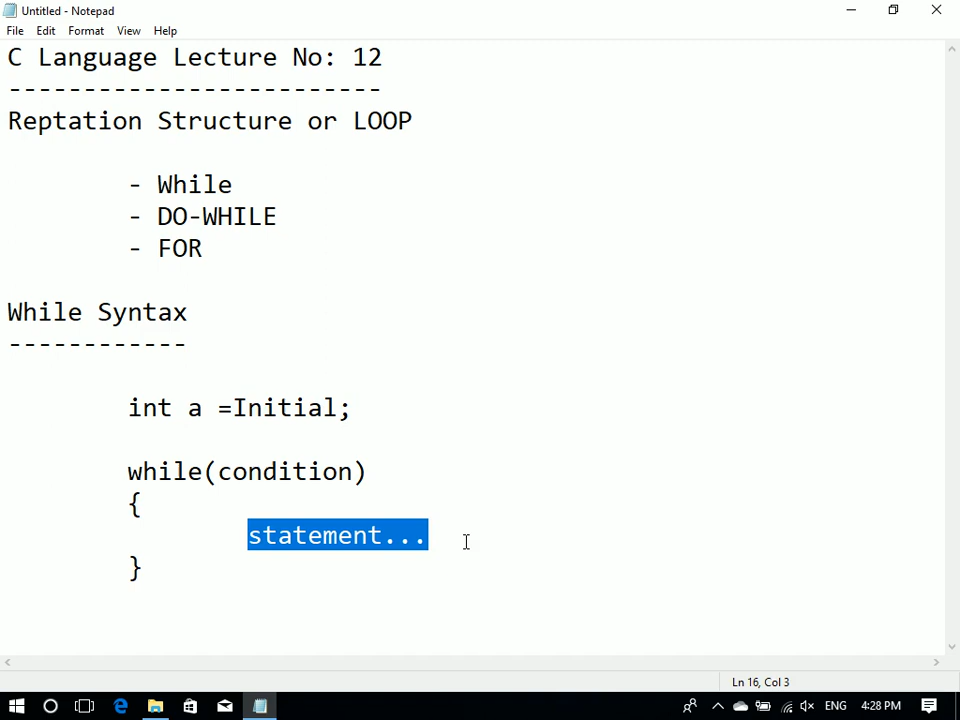 Untitled - Notepad
File Edit Format View Help
C Language Lecture No: 12
-------------------------
Reptation Structure or LOOP
- While
- DO-WHILE
- FOR
While Syntax
------------
int a =Initial;
while(condition)
{
statement...
}
Ln 16, Col 3
ENG 4:28 PM